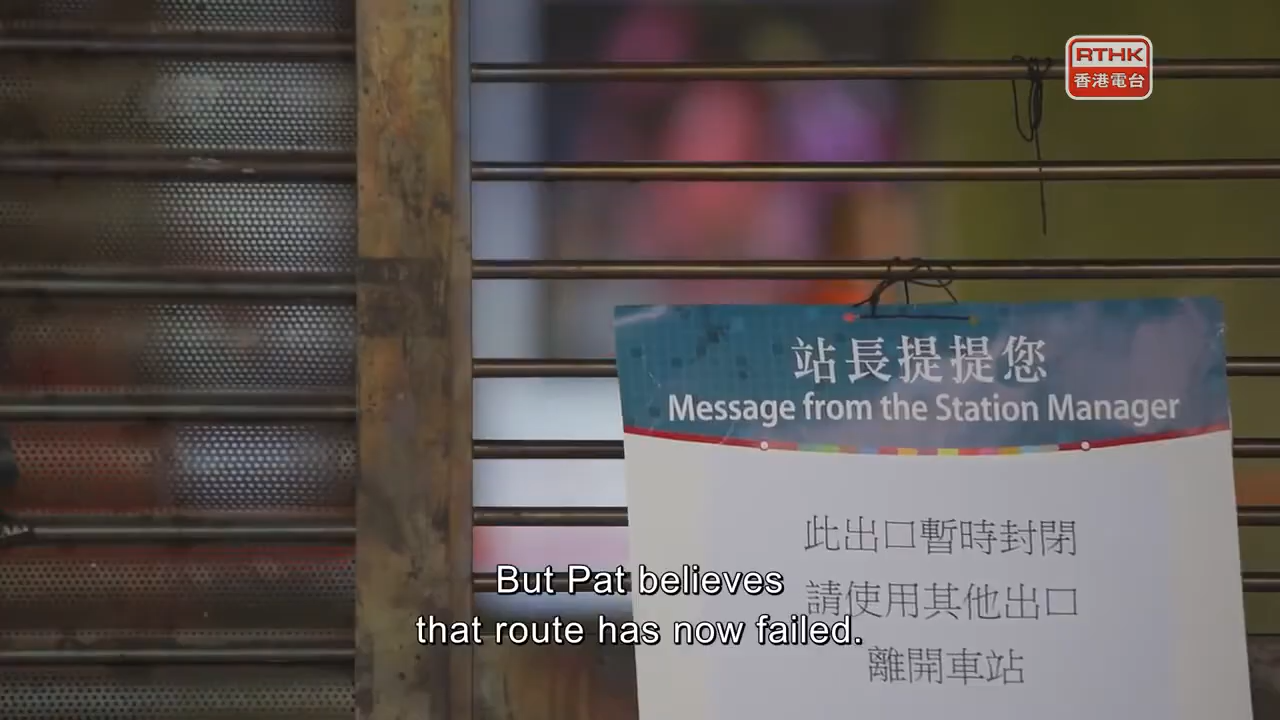 RTHK
香港電台
站長提提您
Message from the Station Manager
此出口暫時封閉
請使用其他出口
離開車站
But Pat believes
that route has now failed.